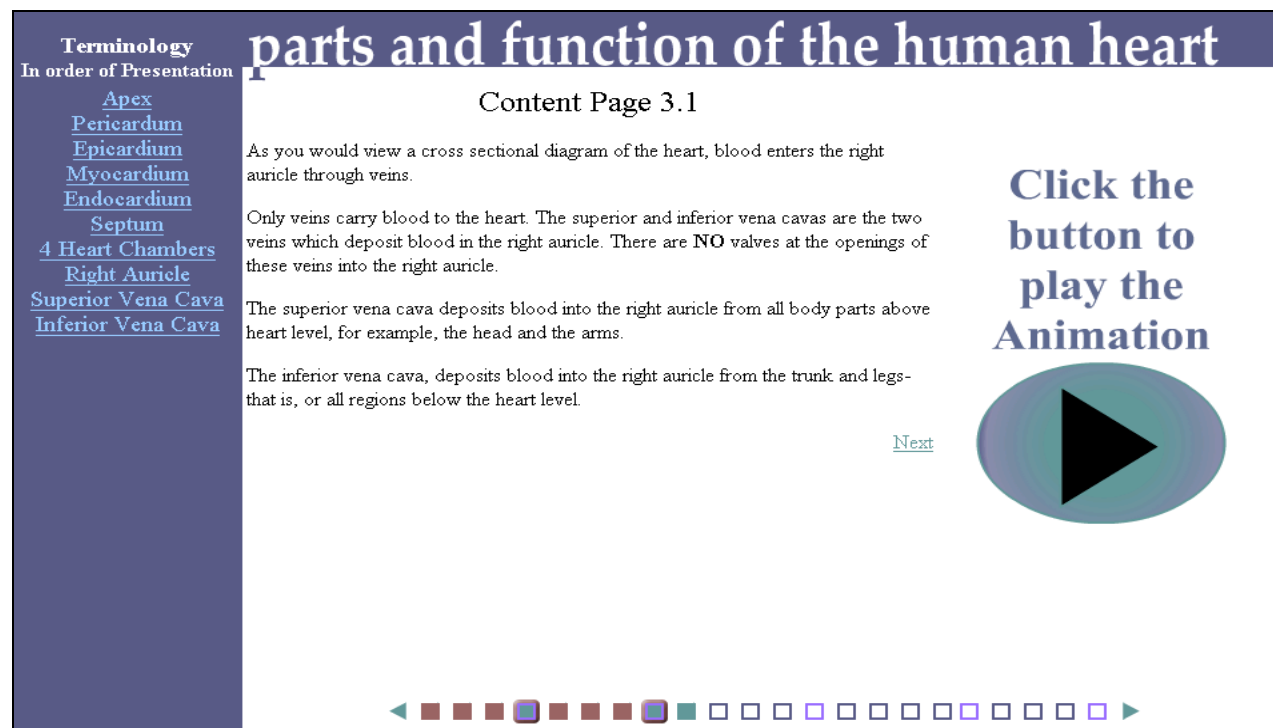 parts and function of the human heart
Terminology
In order of Presentation
Apex
Pericardum
Epicardium
Myocardium
Endocardium
Septum
4 Heart Chambers
Right Auricle
Superior Vena Cava
Inferior Vena Cava
Content Page 3.1
As you would view a cross sectional diagram of the heart, blood enters the right
auricle through veins.
Only veins carry blood to the heart. The superior and inferior vena cavas are the two
veins which deposit blood in the right auricle. There are NO valves at the openings of
these veins into the right auricle.
The superior vena cava deposits blood into the right auricle from all body parts above
heart level, for example, the head and the arms.
The inferior vena cava, deposits blood into the right auricle from the trunk and legs-
that is, or all regions below the heart level.
Next
Click the
button to
play the
Animation